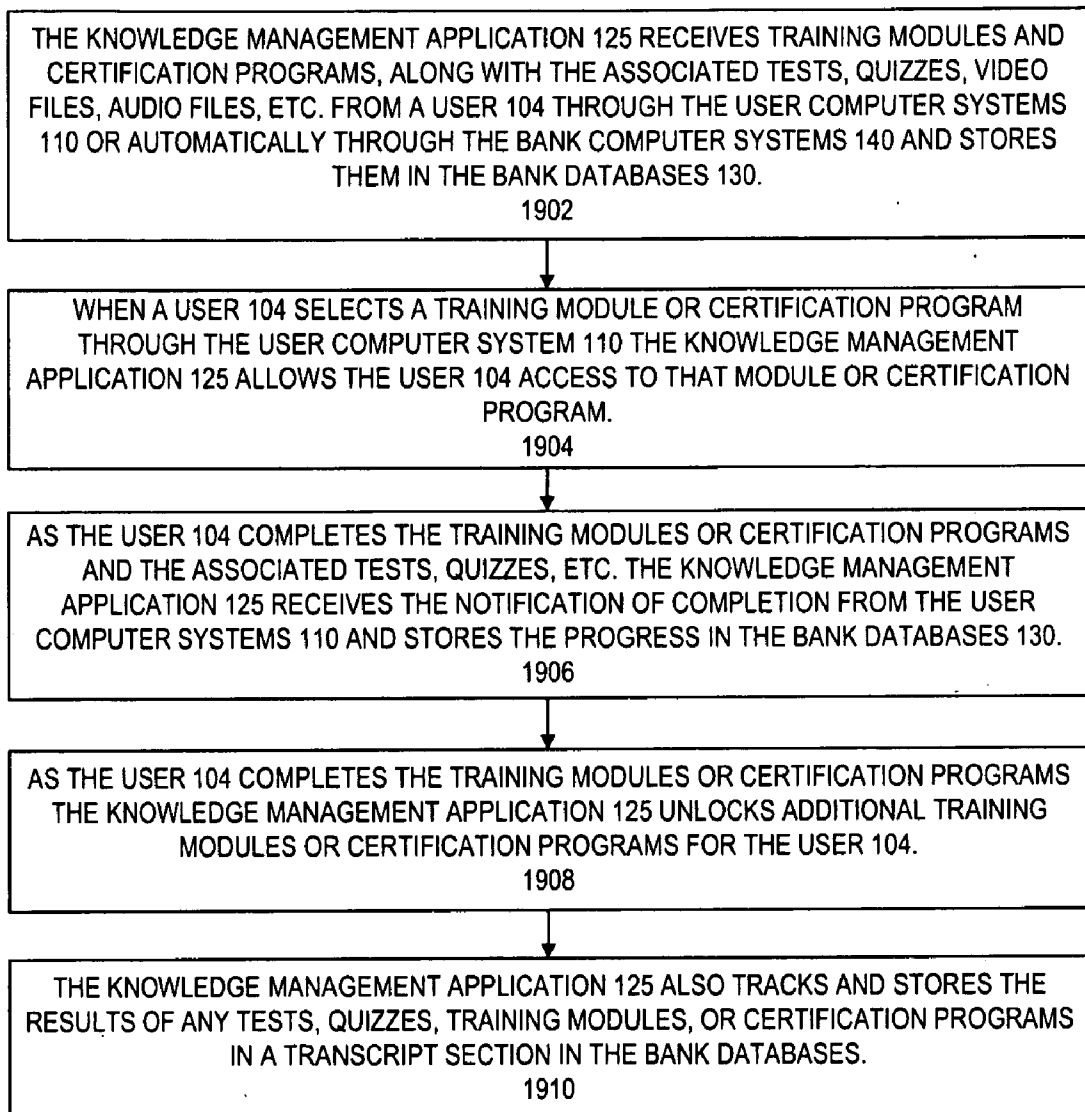 THE KNOWLEDGE MANAGEMENT APPLICATION 125 RECEIVES TRAINING MODULES AND
CERTIFICATION PROGRAMS, ALONG WITH THE ASSOCIATED TESTS, QUIZZES, VIDEO
FILES, AUDIO FILES, ETC. FROM A USER 104 THROUGH THE USER COMPUTER SYSTEMS
110 OR AUTOMATICALLY THROUGH THE BANK COMPUTER SYSTEMS 140 AND STORES
THEM IN THE BANK DATABASES 130.
1902
WHEN A USER 104 SELECTS A TRAINING MODULE OR CERTIFICATION PROGRAM
THROUGH THE USER COMPUTER SYSTEM 110 THE KNOWLEDGE MANAGEMENT
APPLICATION 125 ALLOWS THE USER 104 ACCESS TO THAT MODULE OR CERTIFICATION
PROGRAM.
1904
AS THE USER 104 COMPLETES THE TRAINING MODULES OR CERTIFICATION PROGRAMS
AND THE ASSOCIATED TESTS, QUIZZES, ETC. THE KNOWLEDGE MANAGEMENT
APPLICATION 125 RECEIVES THE NOTIFICATION OF COMPLETION FROM THE USER
COMPUTER SYSTEMS 110 AND STORES THE PROGRESS IN THE BANK DATABASES 130.
1906
AS THE USER 104 COMPLETES THE TRAINING MODULES OR CERTIFICATION PROGRAMS
THE KNOWLEDGE MANAGEMENT APPLICATION 125 UNLOCKS ADDITIONAL TRAINING
MODULES OR CERTIFICATION PROGRAMS FOR THE USER 104.
1908
THE KNOWLEDGE MANAGEMENT APPLICATION 125 ALSO TRACKS AND STORES THE
RESULTS OF ANY TESTS, QUIZZES, TRAINING MODULES, OR CERTIFICATION PROGRAMS
IN A TRANSCRIPT SECTION IN THE BANK DATABASES.
1910